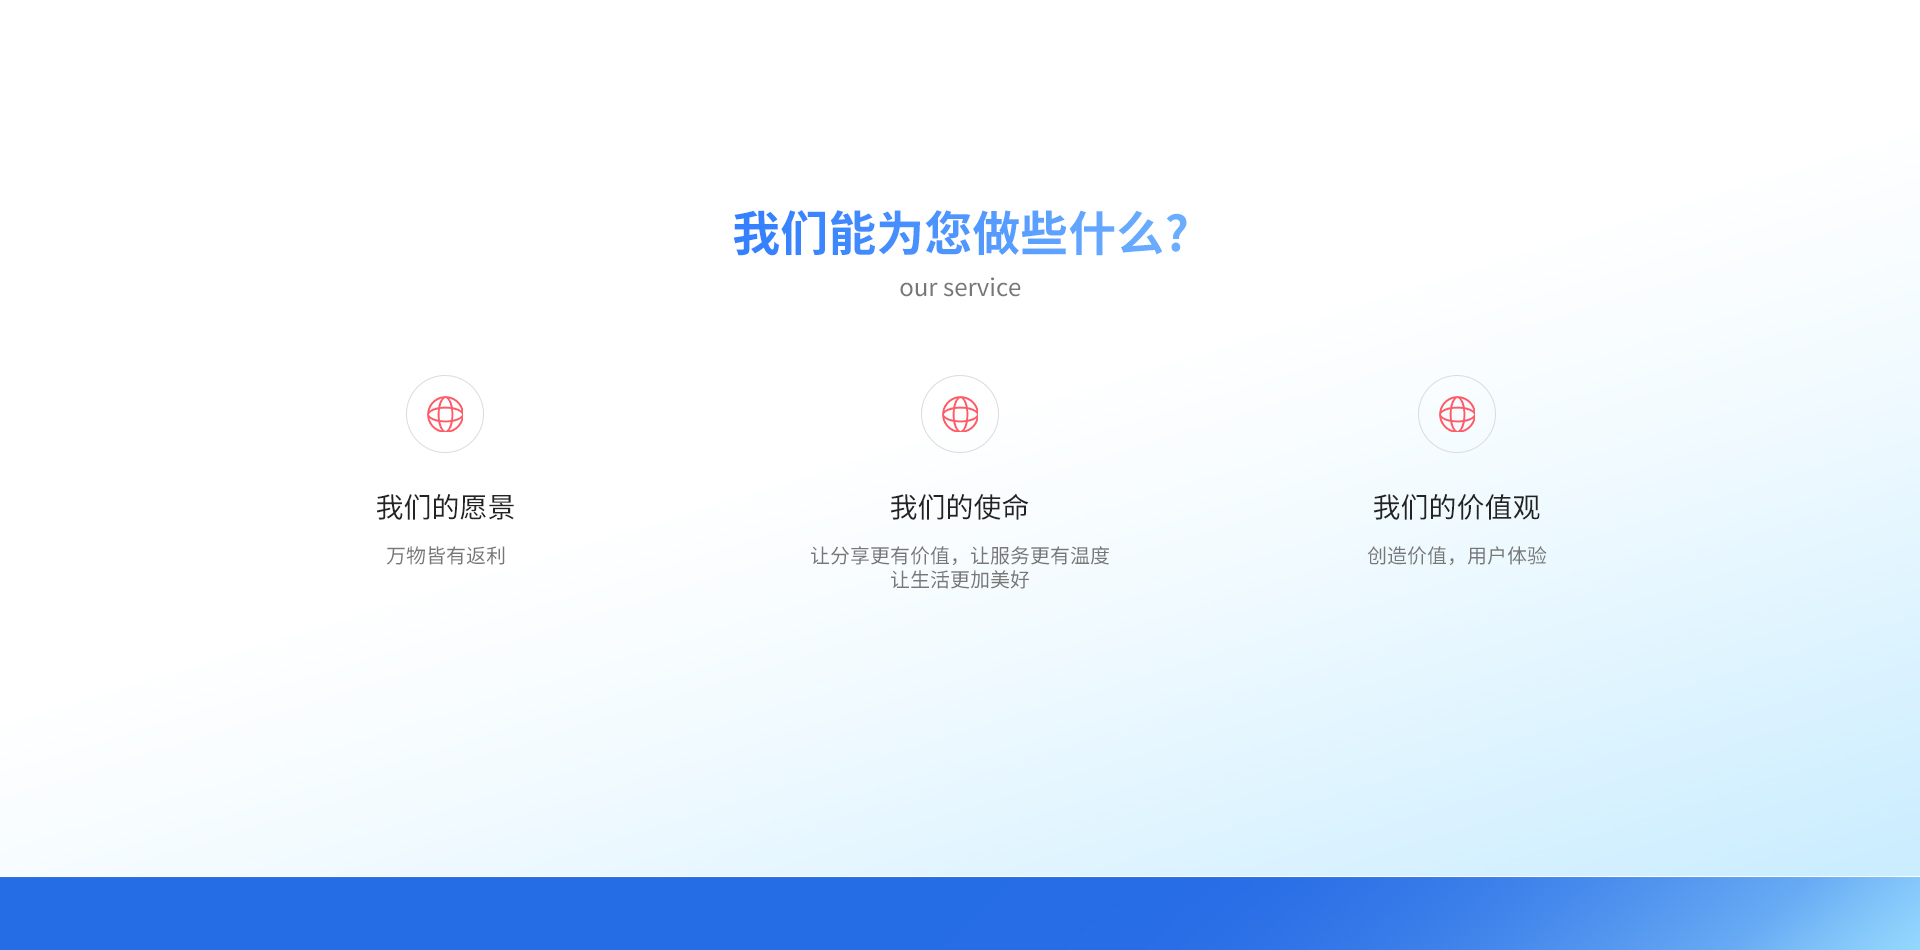 我们能为您做些什么?
our service
我们的愿景
万物皆有返利
我们的使命
让分享更有价值，让服务更有温度
让生活更加美好
我们的价值观
创造价值，用户体验